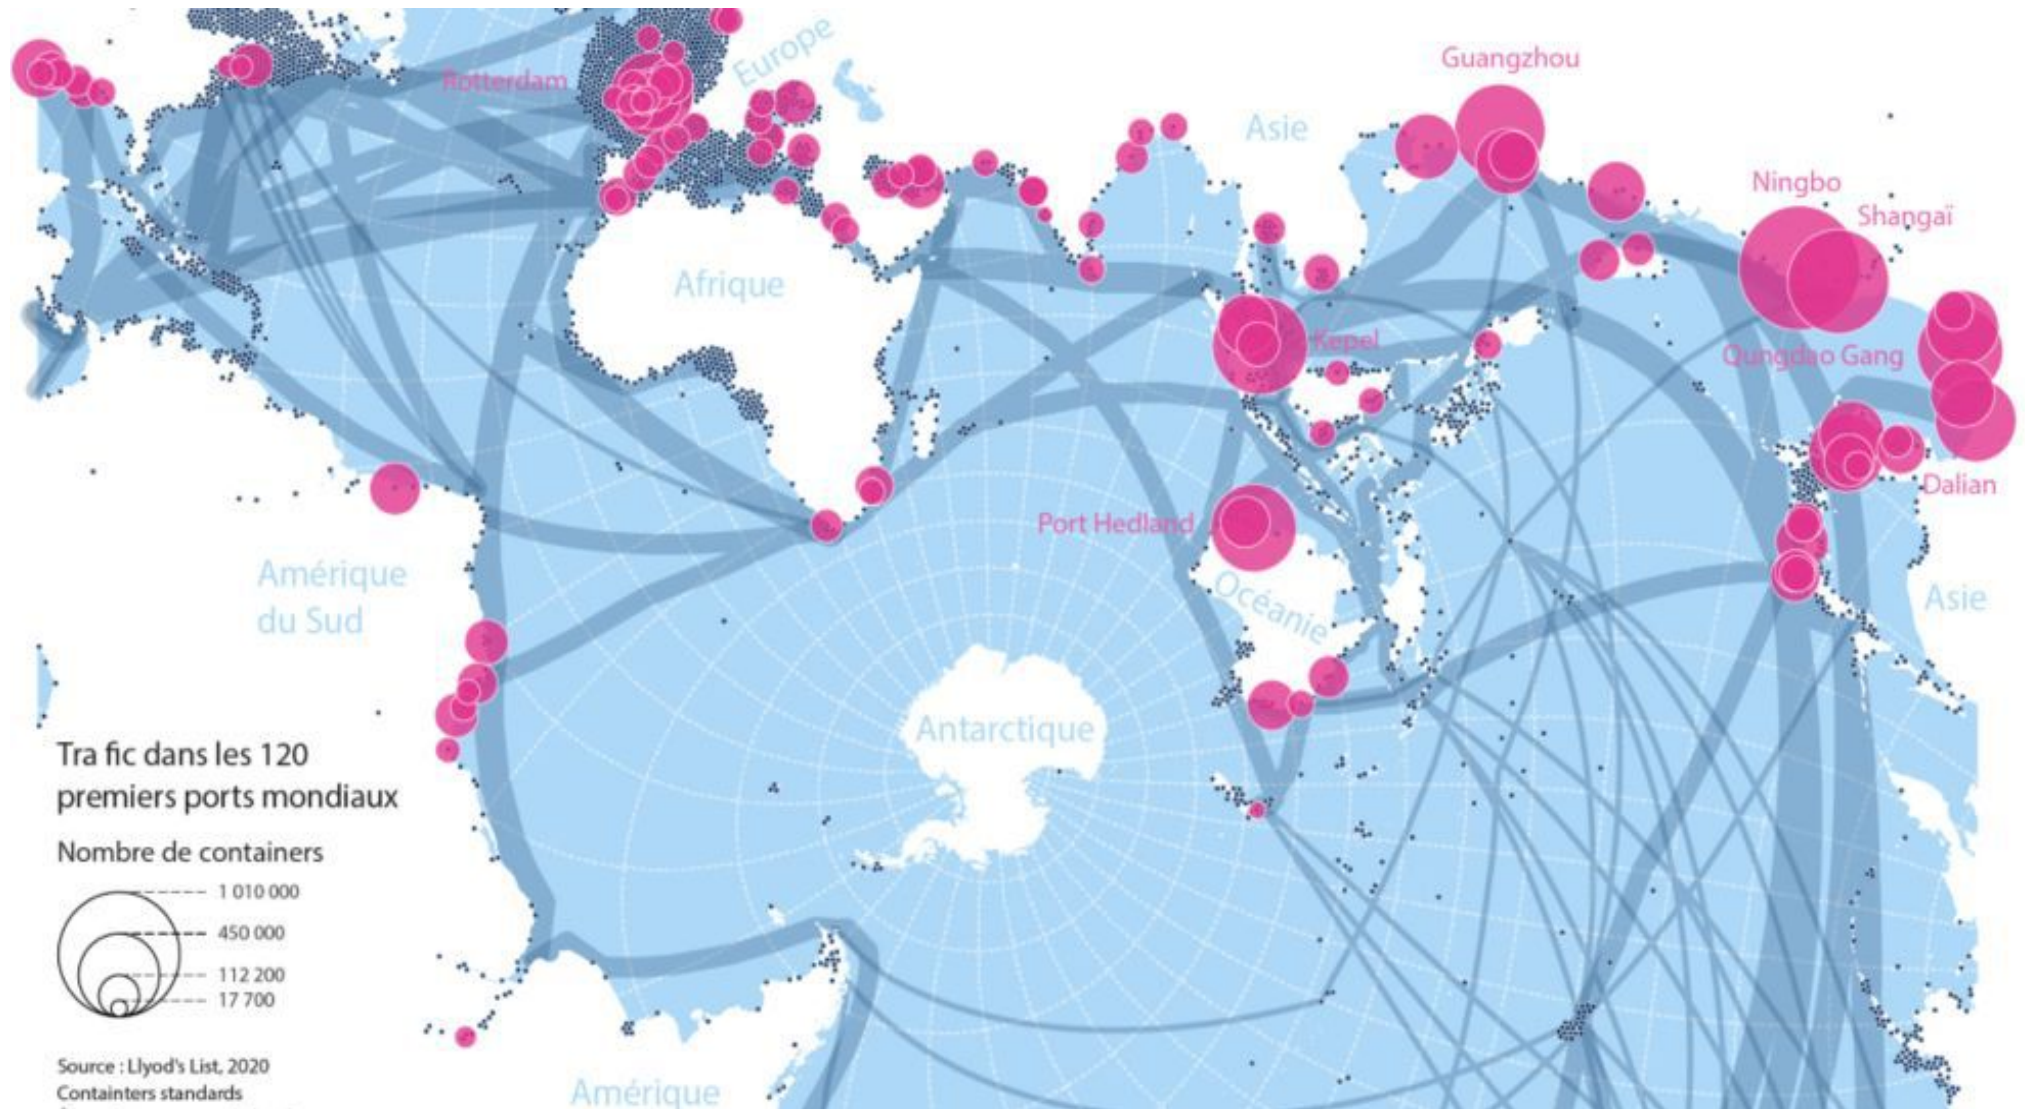 Europe
Guangzhou
Rotterdam
Asie
Ningbo
Shangaï
Afrique
Kepel
Qungdao Gang
Dalian
Port Hedland
Amérique
du Sud
Océanie
Asie
Antarctique
Tra fic dans les 120
premiers ports mondiaux
Nombre de containers
1 010 000
450 000
112 200
17 700
Source : Llyod's List, 2020
Containters standards
Amérique